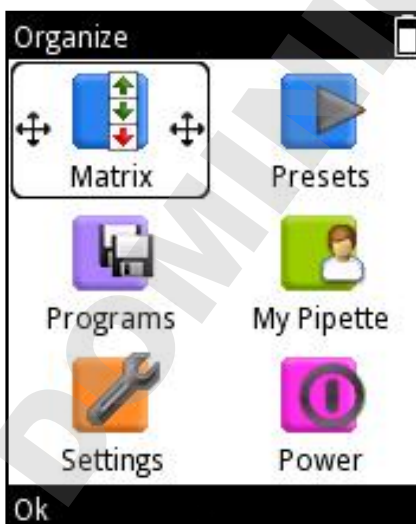 Organize
Matrix Presets
Programs My Pipette
Settings Power
Ok